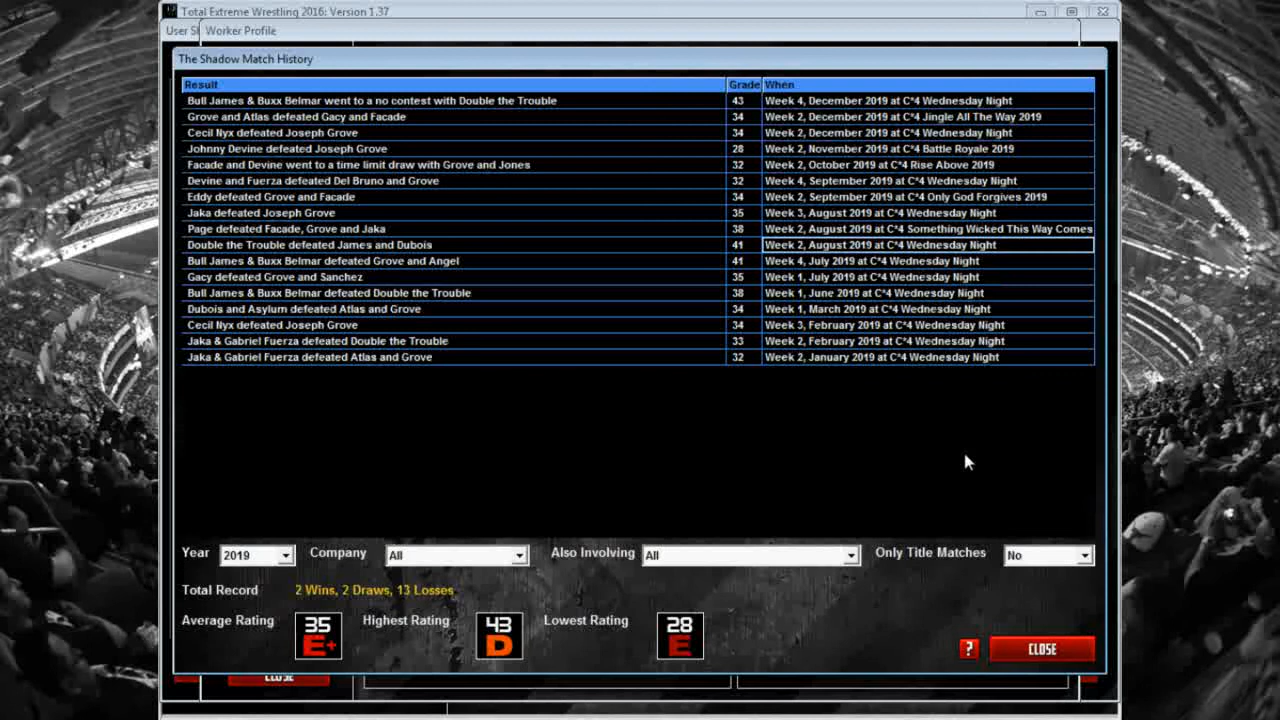 Total Extreme Wrestling 2016: Version 1.37
User S
Worker Profile
The Shadow Match History
Result Grade When
Bull James & Buxx Belmar went to a no contest with Double the Trouble 43 Week 4, December 2019 at C*4 Wednesday Night
Grove and Atlas defeated Gacy and Facade 34 Week 2, December 2019 at C*4 Jingle All The Way 2019
Cecil Nyx defeated Joseph Grove 34 Week 2, December 2019 at C*4 Wednesday Night
Johnny Devine defeated Joseph Grove 28 Week 2, November 2019 at C*4 Battle Royale 2019
Facade and Devine went to a time limit draw with Grove and Jones 32 Week 2, October 2019 at C*4 Rise Above 2019
Devine and Fuerza defeated Del Bruno and Grove 32 Week 4, September 2019 at C*4 Wednesday Night
Eddy defeated Grove and Facade 34 Week 2, September 2019 at C*4 Only God Forgives 2019
Jaka defeated Joseph Grove 35 Week 3, August 2019 at C*4 Wednesday Night
Page defeated Facade, Grove and Jaka 38 Week 2, August 2019 at C*4 Something Wicked This Way Comes
Double the Trouble defeated James and Dubois 41 Week 2, August 2019 at C*4 Wednesday Night
Bull James & Buxx Belmar defeated Grove and Angel 41 Week 4, July 2019 at C*4 Wednesday Night
Gacy defeated Grove and Sanchez 35 Week 1, July 2019 at C*4 Wednesday Night
Bull James & Buxx Belmar defeated Double the Trouble 38 Week 1, June 2019 at C*4 Wednesday Night
Dubois and Asylum defeated Atlas and Grove 34 Week 1, March 2019 at C*4 Wednesday Night
Cecil Nyx defeated Joseph Grove 34 Week 3, February 2019 at C*4 Wednesday Night
Jaka & Gabriel Fuerza defeated Double the Trouble 33 Week 2, February 2019 at C*4 Wednesday Night
Jaka & Gabriel Fuerza defeated Atlas and Grove 32 Week 2, January 2019 at C*4 Wednesday Night
Year 2019 Company All Also Involving All Only Title Matches No
Total Record 2 Wins, 2 Draws, 13 Losses
Average Rating 35 E+ Highest Rating 43 D Lowest Rating 28 E
? CLOSE
CLOSE